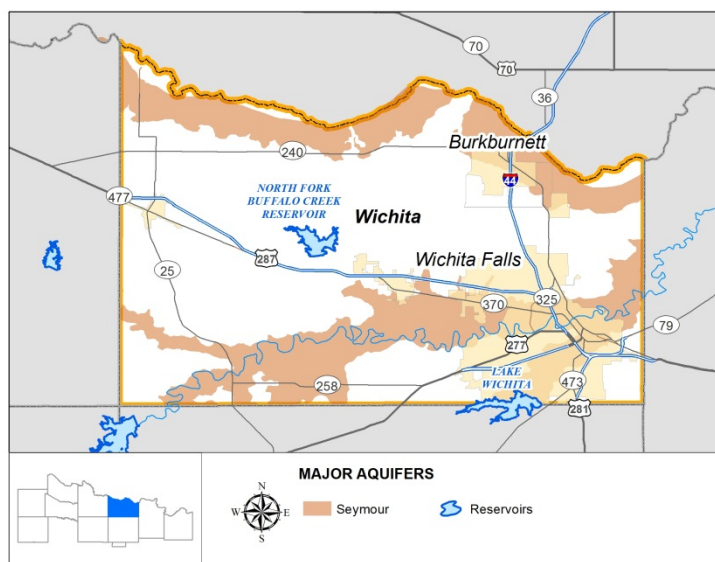 70
70
36
Burkburnett
240
44
477
NORTH FORK
BUFFALO CREEK
RESERVOIR
Wichita
287
Wichita Falls
25
370
325
79
277
LAKE
WICHITA
258
473
281
MAJOR AQUIFERS
N
W E
S
Seymour
Reservoirs